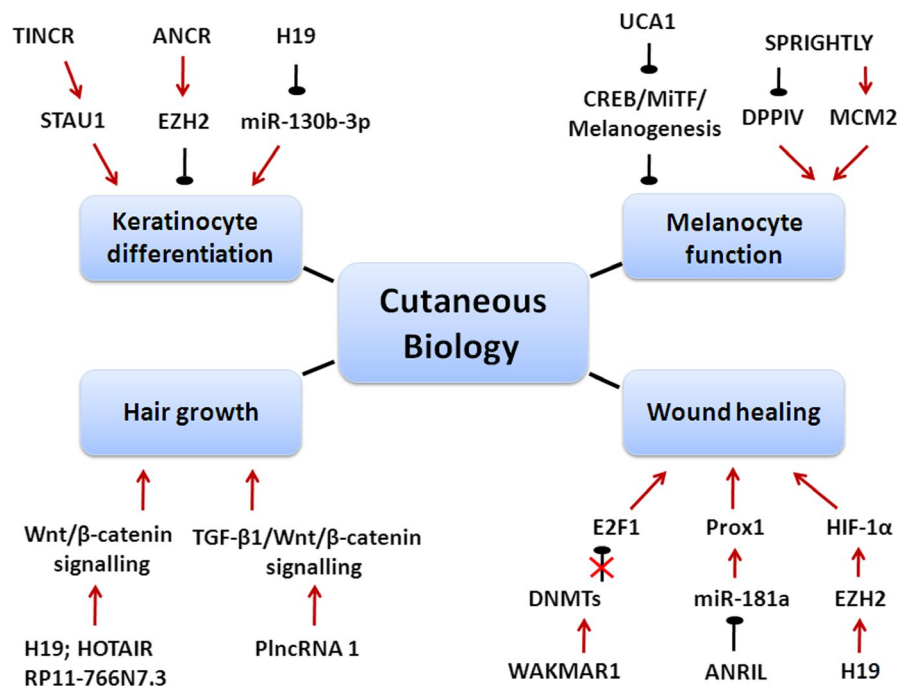 TINCR
ANCR
H19
STAU1
EZH2
miR-130b-3p
Keratinocyte
differentiation
UCA1
SPRIGHTLY
CREB/MiTF/
Melanogenesis
DPPIV
MCM2
Melanocyte
function
Cutaneous
Biology
Hair growth
Wnt/β-catenin
signalling
TGF-β1/Wnt/β-catenin
signalling
H19; HOTAIR
RP11-766N7.3
PlncRNA 1
Wound healing
E2F1
Prox1
HIF-1α
DNMTs
miR-181a
EZH2
WAKMAR1
ANRIL
H19